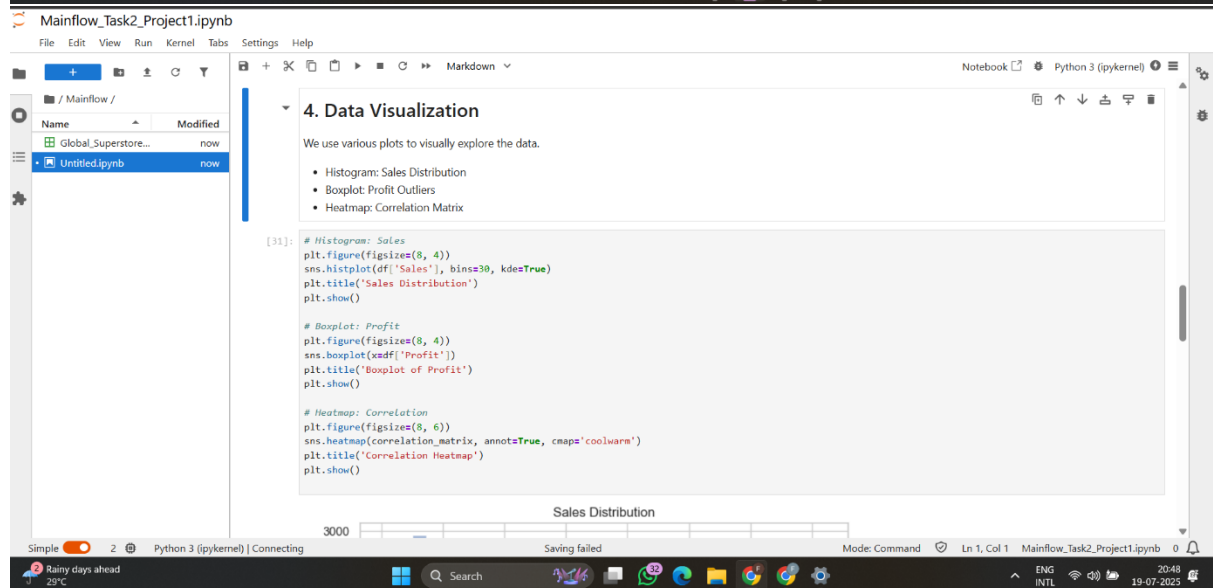 Mainflow_Task2_Project1.ipynb
File Edit View Run Kernel Tabs Settings Help
Markdown
Notebook
Python 3 (ipykernel)
/ Mainflow /
Name Modified
Global_Superstore... now
Untitled.ipynb now
4. Data Visualization
We use various plots to visually explore the data.
• Histogram: Sales Distribution
• Boxplot: Profit Outliers
• Heatmap: Correlation Matrix
[31]:
# Histogram: Sales
plt.figure(figsize=(8, 4))
sns.histplot(df['Sales'], bins=30, kde=True)
plt.title('Sales Distribution')
plt.show()
# Boxplot: Profit
plt.figure(figsize=(8, 4))
sns.boxplot(x=df['Profit'])
plt.title('Boxplot of Profit')
plt.show()
# Heatmap: Correlation
plt.figure(figsize=(8, 6))
sns.heatmap(correlation_matrix, annot=True, cmap='coolwarm')
plt.title('Correlation Heatmap')
plt.show()
Sales Distribution
3000
Simple 2 Python 3 (ipykernel) | Connecting Saving failed Mode: Command Ln 1, Col 1 Mainflow_Task2_Project1.ipynb 0
2 Rainy days ahead
29°C
Search
32
ENG
INTL
20:48
19-07-2025